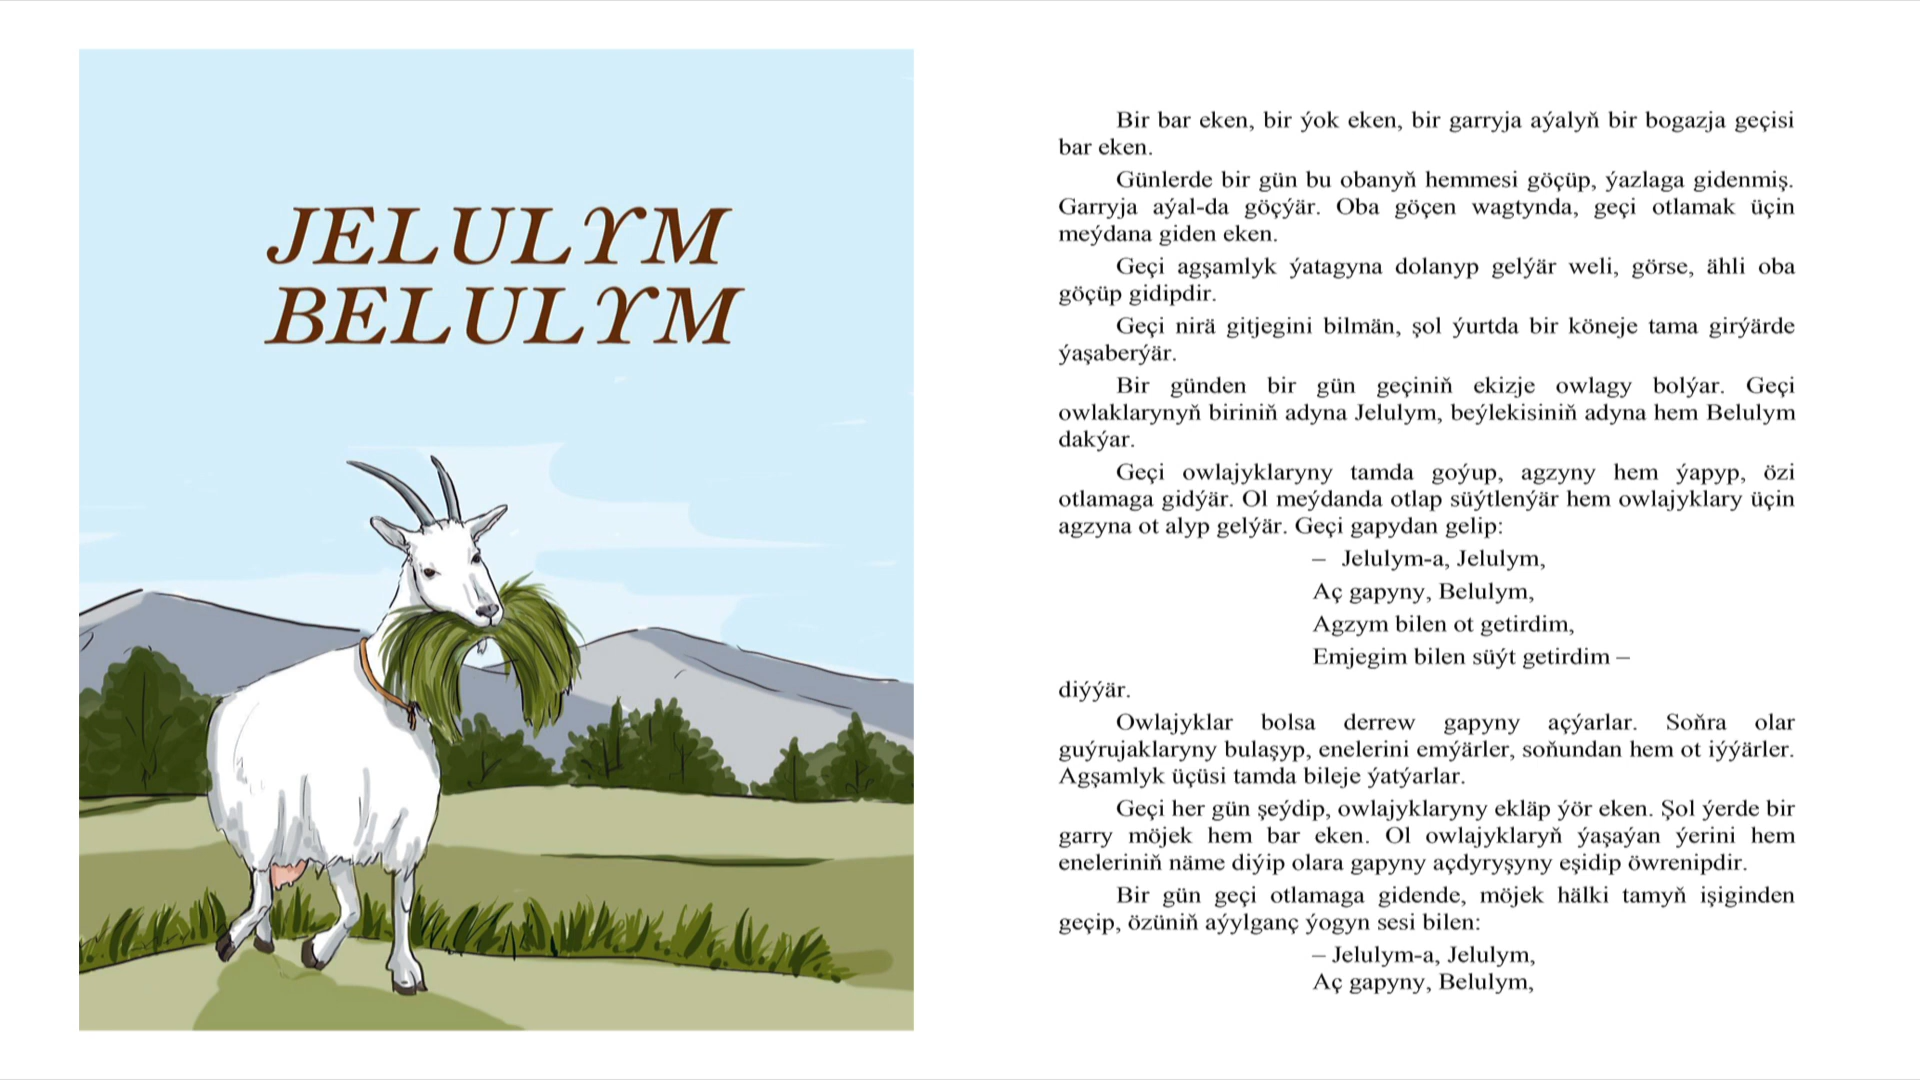 JELULYM
BELULYM
Bir bar eken, bir ýok eken, bir garryja aýalyň bir bogazja geçisi
bar eken.
Günlerde bir gün bu obanyň hemmesi göçüp, ýazlaga gidenmiş.
Garryja aýal-da göçýär. Oba göçen wagtynda, geçi otlamak üçin
meýdana giden eken.
Geçi agşamlyk ýatagyna dolanyp gelýär weli, görse, ähli oba
göçüp gidipdir.
Geçi nirä gitjegini bilmän, şol ýurtda bir köneje tama girýärde
ýaşaberýär.
Bir günden bir gün geçiniň ekizje owlagy bolýar. Geçi
owlaklarynyň biriniň adyna Jelulym, beýlekisiniň adyna hem Belulym
dakýar.
Geçi owlajyklaryny tamda goýup, agzyny hem ýapyp, özi
otlamaga gidýär. Ol meýdanda otlap süýtlenýär hem owlajyklary üçin
agzyna ot alyp gelýär. Geçi gapydan gelip:
– Jelulym-a, Jelulym,
Aç gapyny, Belulym,
Agzym bilen ot getirdim,
Emjegim bilen süýt getirdim –
diýýär.
Owlajyklar bolsa derrew gapyny açýarlar. Soňra olar
guýrujaklaryny bulaşyp, enelerini emýärler, soňundan hem ot iýýärler.
Agşamlyk üçüsi tamda bileje ýatýarlar.
Geçi her gün şeýdip, owlajyklaryny ekläp ýör eken. Şol ýerde bir
garry möjek hem bar eken. Ol owlajyklaryň ýaşaýan ýerini hem
eneleriniň näme diýip olara gapyny açdyryşyny eşidip öwrenipdir.
Bir gün geçi otlamaga gidende, möjek hälki tamyň işiginden
geçip, özüniň aýylganç ýogyn sesi bilen:
– Jelulym-a, Jelulym,
Aç gapyny, Belulym,